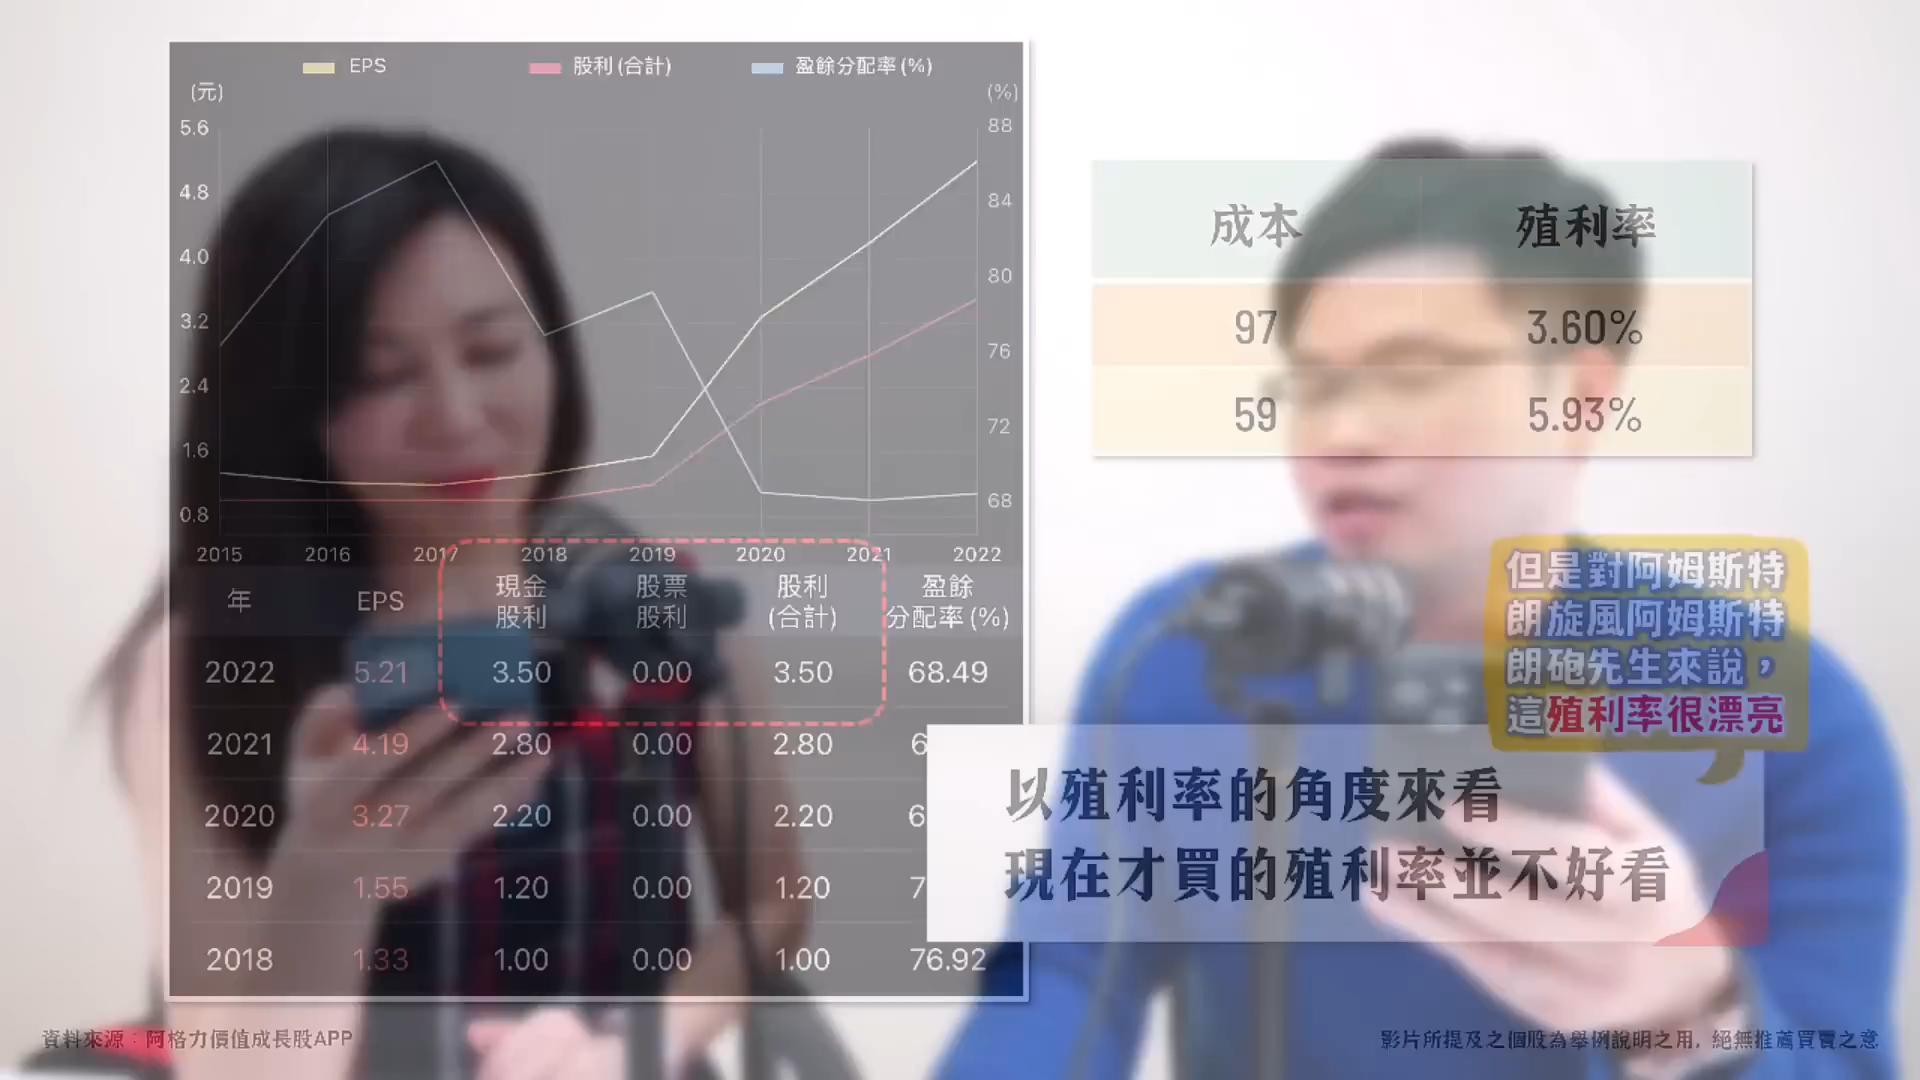 EPS 股利(合計) 盈餘分配率(%)
(元) (%)
5.6 88
4.8 84
4.0 80
3.2 76
2.4 72
1.6 68
0.8
2015 2016 2017 2018 2019 2020 2021 2022
年 EPS 現金股利 股票股利 股利(合計) 盈餘分配率(%)
2022 5.21 3.50 0.00 3.50 68.49
2021 4.19 2.80 0.00 2.80 6
2020 3.27 2.20 0.00 2.20 6
2019 1.55 1.20 0.00 1.20 7
2018 1.33 1.00 0.00 1.00 76.92
成本 殖利率
97 3.60%
59 5.93%
但是對阿姆斯特
朗旋風阿姆斯特
朗砲先生來說，
這殖利率很漂亮
以殖利率的角度來看
現在才買的殖利率並不好看
資料來源：阿格力價值成長股APP
影片所提及之個股為舉例說明之用, 絕無推薦買賣之意